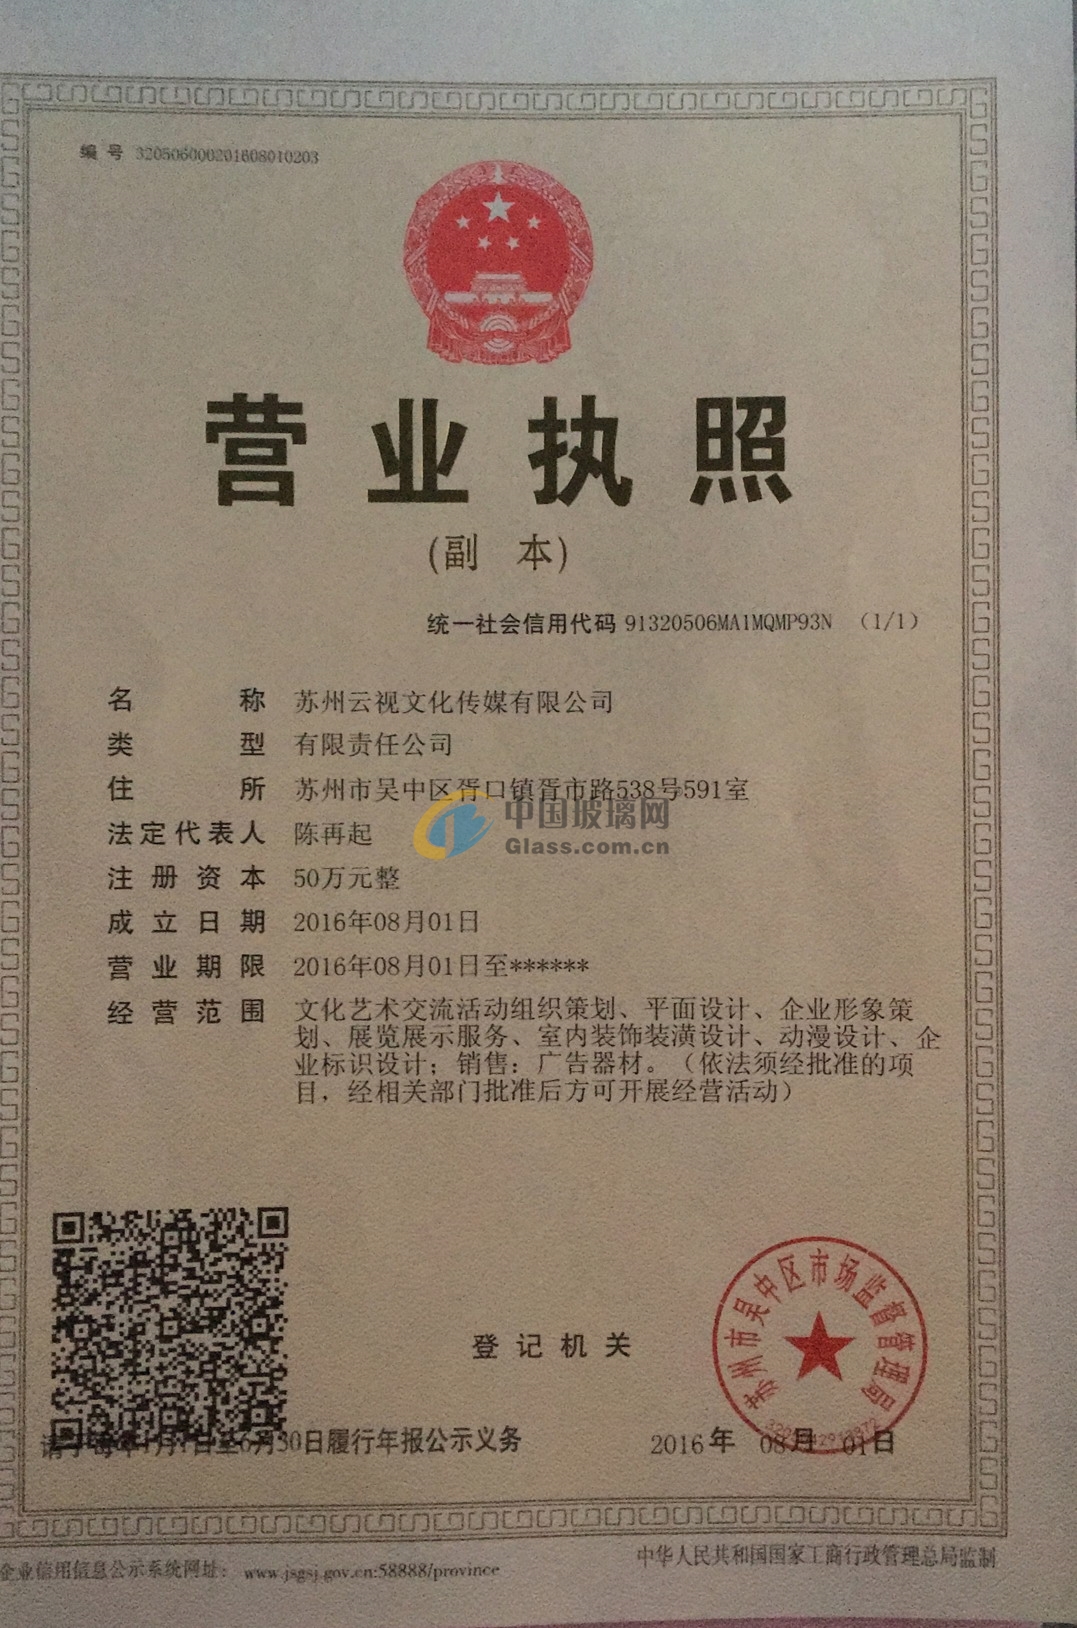 编 号 320506000201608010203
营业执照
(副 本)
统一社会信用代码 91320506MA1MQMP93N （1/1）
名 称 苏州云视文化传媒有限公司
类 型 有限责任公司
住 所 苏州市吴中区胥口镇胥市路538号591室
中国玻璃网
法定代表人 陈再起
Glass.com.cn
注册资本 50万元整
成立日期 2016年08月01日
营业期限 2016年08月01日至******
经营范围 文化艺术交流活动组织策划、平面设计、企业形象策
划、展览展示服务、室内装饰装潢设计、动漫设计、企
业标识设计；销售：广告器材。（依法须经批准的项
目，经相关部门批准后方可开展经营活动）
苏州市吴中区市场监督管理局
登记机关
请于每年1月1日至6月30日履行年报公示义务
2016年 08月 01日
企业信用信息公示系统网址： www.jsgsj.gov.cn:58888/province
中华人民共和国国家工商行政管理总局监制